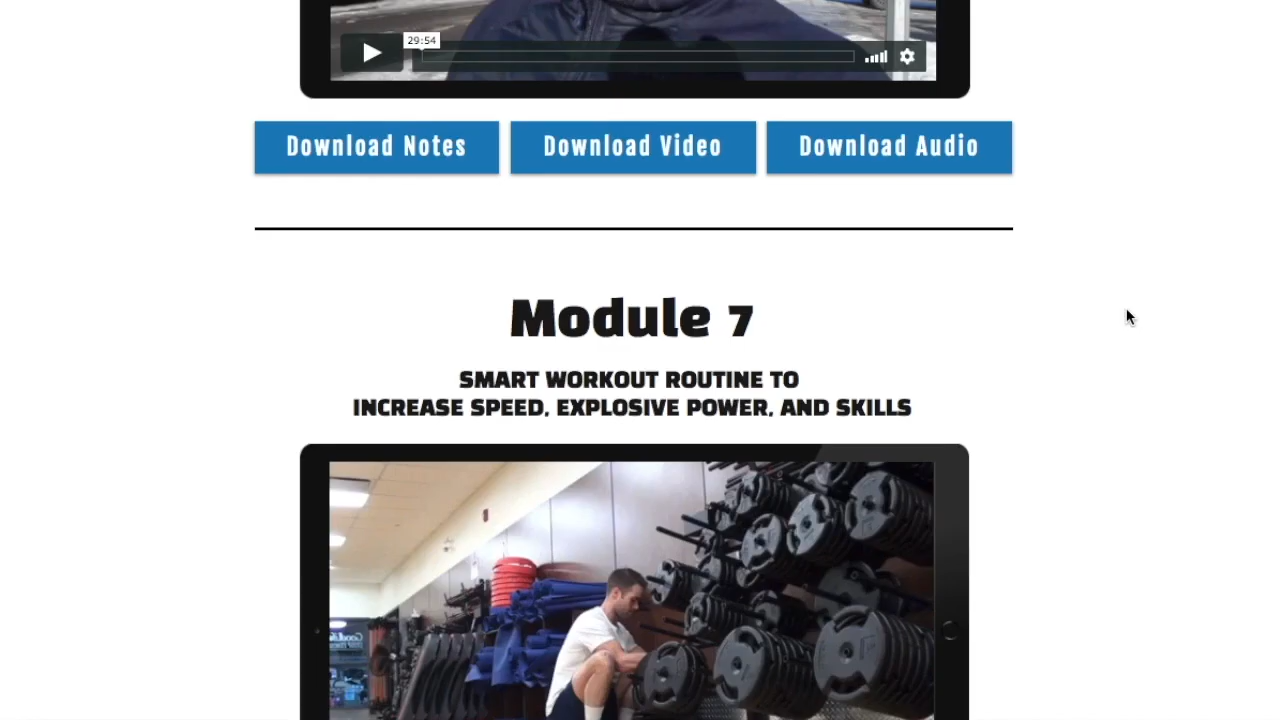 29:54
Download Notes
Download Video
Download Audio
Module 7
SMART WORKOUT ROUTINE TO
INCREASE SPEED, EXPLOSIVE POWER, AND SKILLS